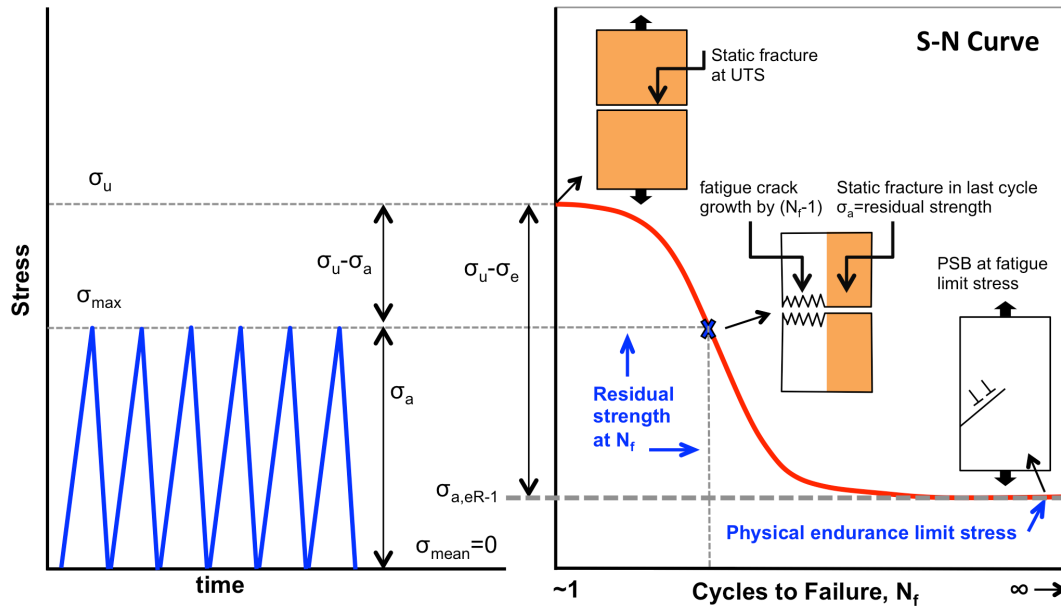 S-N Curve
Static fracture
at UTS
σu
fatigue crack
growth by (Nf-1)
Static fracture in last cycle
σa=residual strength
σu-σa
σu-σe
PSB at fatigue
limit stress
Stress
σmax
σa
Residual
strength
at Nf
σa,eR-1
Physical endurance limit stress
σmean=0
time
~1
Cycles to Failure, Nf
∞